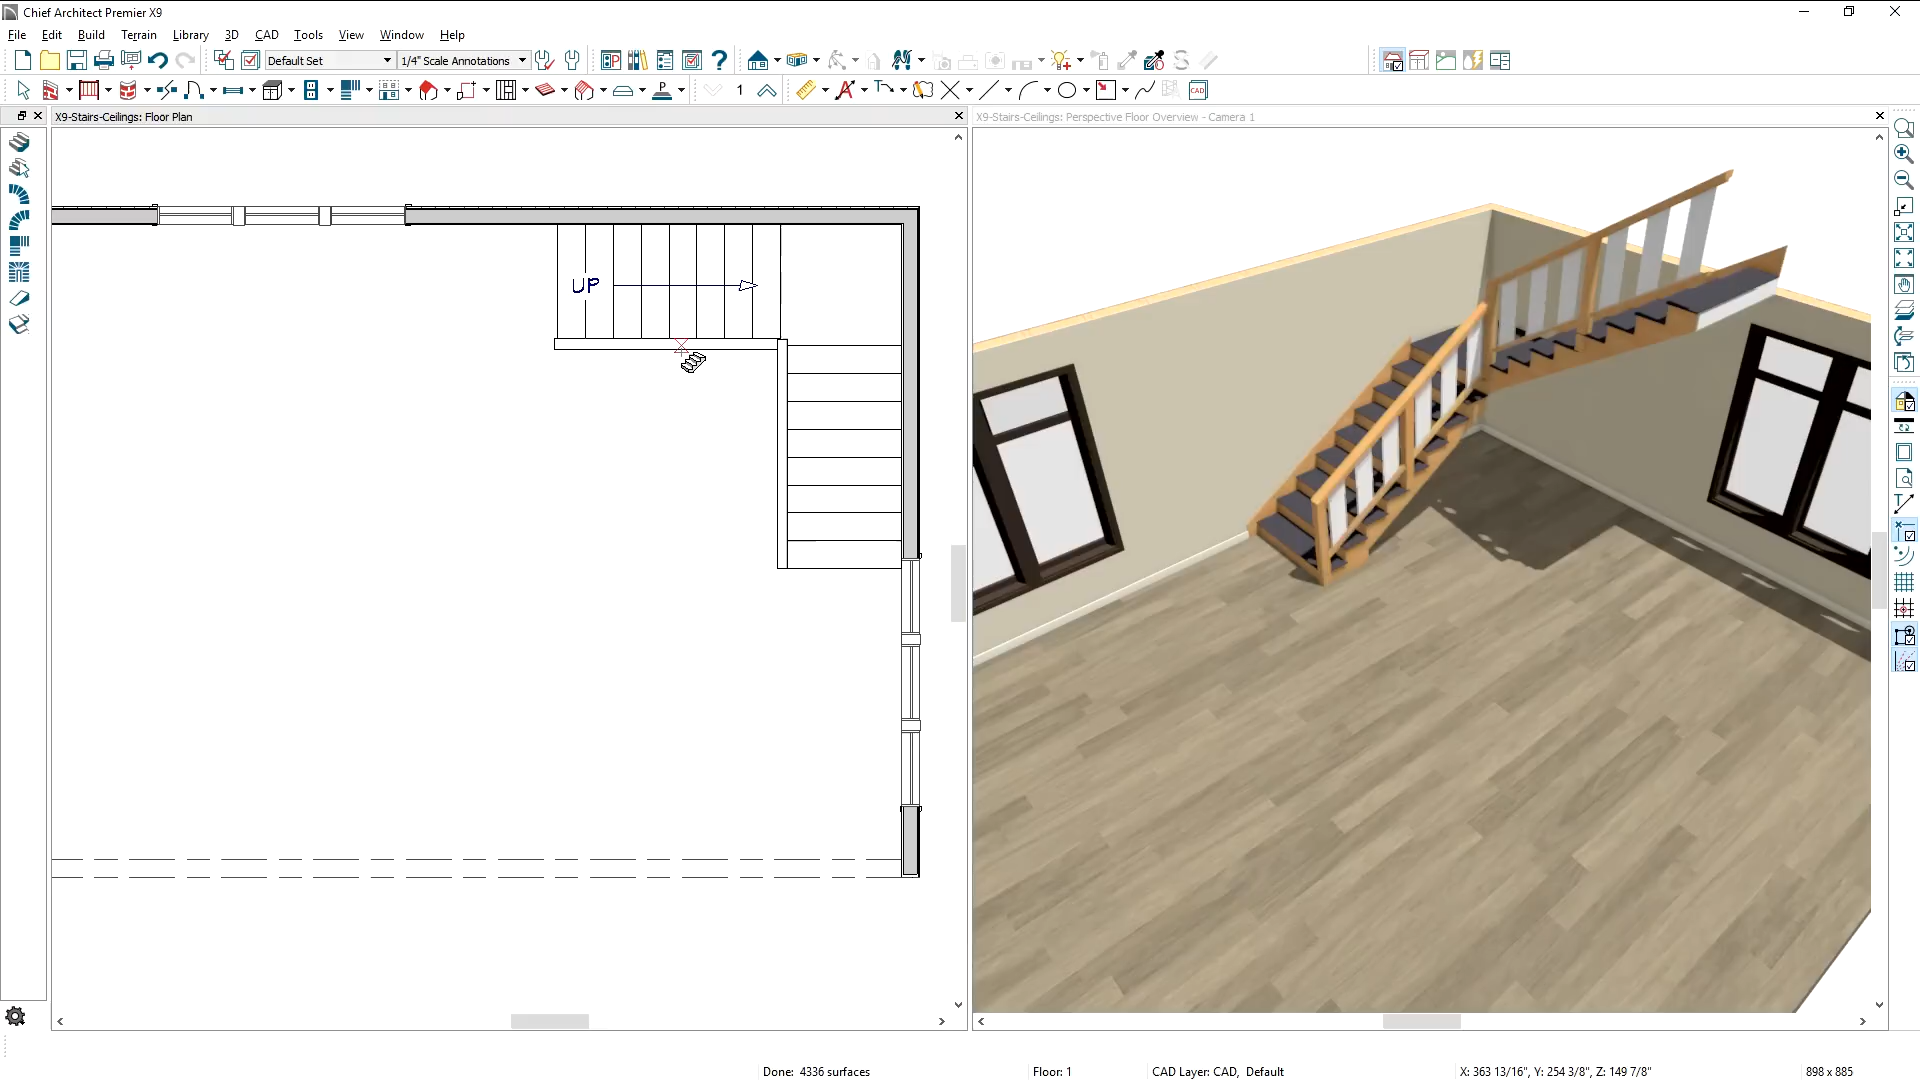 Chief Architect Premier X9
File Edit Build Terrain Library 3D CAD Tools View Window Help
Default Set 1/4" Scale Annotations
1 A P CAD
X9-Stairs-Ceilings: Floor Plan
X9-Stairs-Ceilings: Perspective Floor Overview - Camera 1
UP
Done: 4336 surfaces
Floor: 1
CAD Layer: CAD, Default
X: 363 13/16", Y: 254 3/8", Z: 149 7/8"
898 x 885